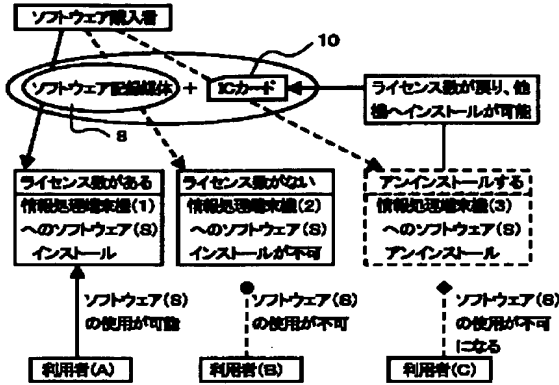 ソフトウェア購入者
10
ソフトウェア記録媒体
+
ICカード
8
ライセンス数が戻り、他
機へインストールが可能
ライセンス数がある
情報処理端末機(1)
へのソフトウェア(S)
インストール
ライセンス数がない
情報処理端末機(2)
へのソフトウェア(S)
インストールが不可
アンインストールする
情報処理端末機(3)
へのソフトウェア(S)
アンインストール
ソフトウェア(S)
の使用が可能
ソフトウェア(S)
の使用が不可
ソフトウェア(S)
の使用が不可
になる
利用者(A)
利用者(B)
利用者(C)